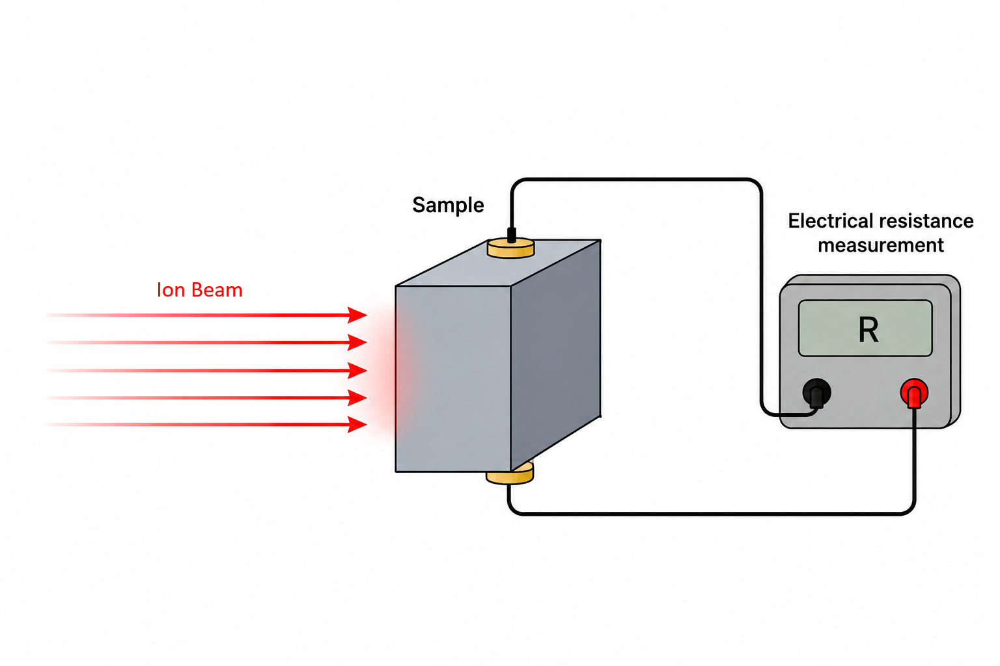 Sample
Electrical resistance
measurement
Ion Beam
R